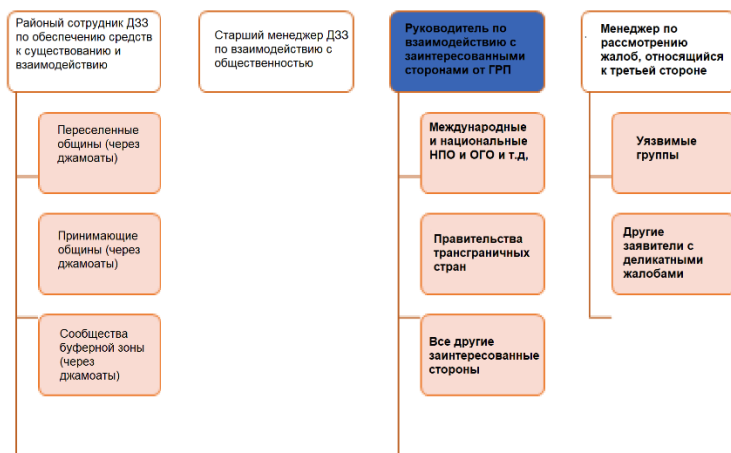 Районый сотрудник ДЗЗ
по обеспечению средств
к существованию и
взаимодействию
Переселенные
общины (через
джамоаты)
Принимающие
общины (через
джамоаты)
Сообщества
буферной зоны
(через
джамоаты)
Старший менеджер ДЗЗ
по взаимодействию с
общественностью
Руководитель по
взаимодействию с
заинтересованными
сторонами от ГРП
Международные
и национальные
НПО и ОГО и т.д,
Правительства
трансграничных
стран
Все другие
заинтересованные
стороны
. Менеджер по
рассмотрению
жалоб, относящийся
к третьей стороне
Уязвимые
группы
Другие
заявители с
деликатными
жалобами